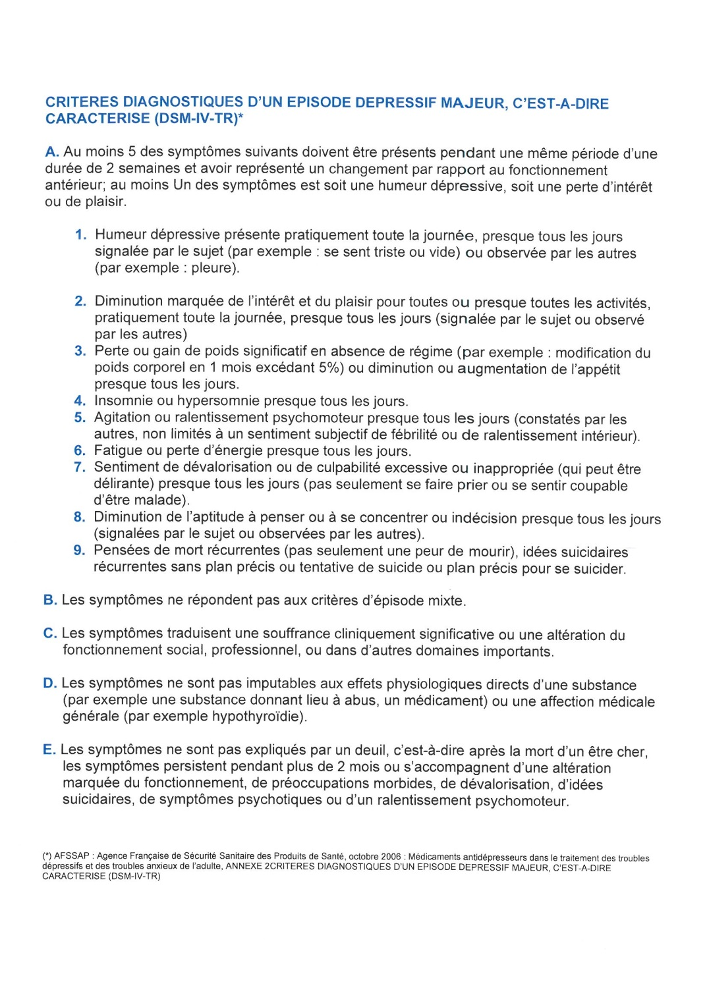 CRITERES DIAGNOSTIQUES D'UN EPISODE DEPRESSIF MAJEUR, C'EST-A-DIRE
CARACTERISE (DSM-IV-TR)*
A. Au moins 5 des symptômes suivants doivent être présents pendant une même période d'une
durée de 2 semaines et avoir représenté un changement par rapport au fonctionnement
antérieur; au moins Un des symptômes est soit une humeur dépressive, soit une perte d'intérêt
ou de plaisir.
1. Humeur dépressive présente pratiquement toute la journée, presque tous les jours
signalée par le sujet (par exemple : se sent triste ou vide) ou observée par les autres
(par exemple : pleure).
2. Diminution marquée de l'intérêt et du plaisir pour toutes ou presque toutes les activités,
pratiquement toute la journée, presque tous les jours (signalée par le sujet ou observé
par les autres)
3. Perte ou gain de poids significatif en absence de régime (par exemple : modification du
poids corporel en 1 mois excédant 5%) ou diminution ou augmentation de l'appétit
presque tous les jours.
4. Insomnie ou hypersomnie presque tous les jours.
5. Agitation ou ralentissement psychomoteur presque tous les jours (constatés par les
autres, non limités à un sentiment subjectif de fébrilité ou de ralentissement intérieur).
6. Fatigue ou perte d'énergie presque tous les jours.
7. Sentiment de dévalorisation ou de culpabilité excessive ou inappropriée (qui peut être
délirante) presque tous les jours (pas seulement se faire prier ou se sentir coupable
d'être malade).
8. Diminution de l'aptitude à penser ou à se concentrer ou indécision presque tous les jours
(signalées par le sujet ou observées par les autres).
9. Pensées de mort récurrentes (pas seulement une peur de mourir), idées suicidaires
récurrentes sans plan précis ou tentative de suicide ou plan précis pour se suicider.
B. Les symptômes ne répondent pas aux critères d'épisode mixte.
C. Les symptômes traduisent une souffrance cliniquement significative ou une altération du
fonctionnement social, professionnel, ou dans d'autres domaines importants.
D. Les symptômes ne sont pas imputables aux effets physiologiques directs d'une substance
(par exemple une substance donnant lieu à abus, un médicament) ou une affection médicale
générale (par exemple hypothyroïdie).
E. Les symptômes ne sont pas expliqués par un deuil, c'est-à-dire après la mort d'un être cher,
les symptômes persistent pendant plus de 2 mois ou s'accompagnent d'une altération
marquée du fonctionnement, de préoccupations morbides, de dévalorisation, d'idées
suicidaires, de symptômes psychotiques ou d'un ralentissement psychomoteur.
(*) AFSSAP : Agence Française de Sécurité Sanitaire des Produits de Santé, octobre 2006 : Médicaments antidépresseurs dans le traitement des troubles
dépressifs et des troubles anxieux de l'adulte, ANNEXE 2CRITERES DIAGNOSTIQUES D'UN EPISODE DEPRESSIF MAJEUR, C'EST-A-DIRE
CARACTERISE (DSM-IV-TR)